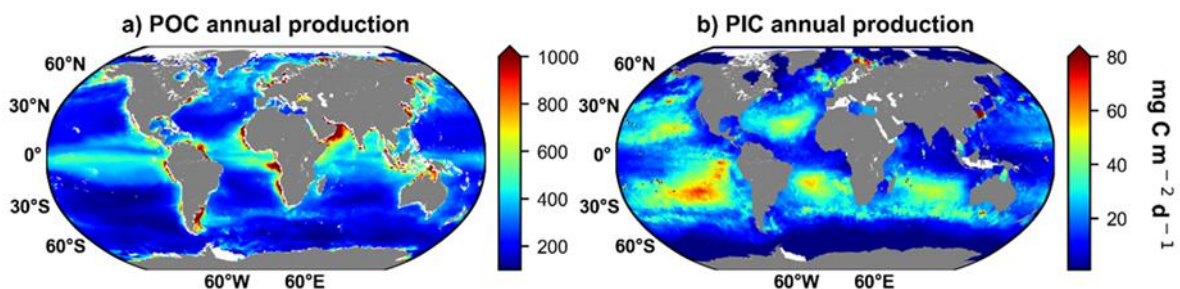 a) POC annual production
b) PIC annual production
60°N
30°N
0°
30°S
60°S
60°W 60°E
1000
800
600
400
200
60°N
30°N
0°
30°S
60°S
60°W 60°E
80
60
40
20
mg C m⁻² d⁻¹